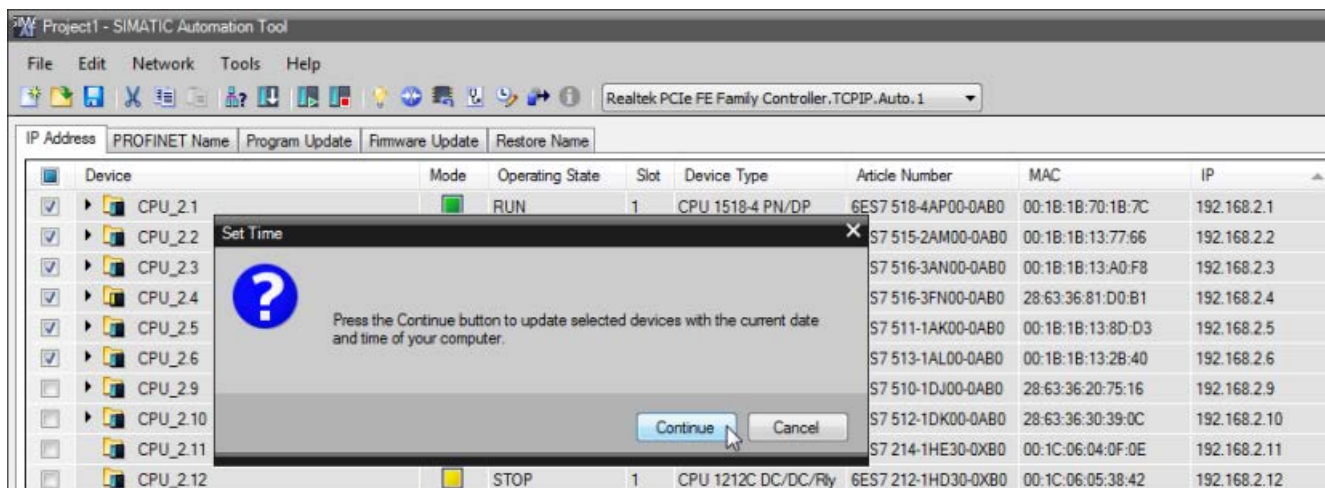 Project1 - SIMATIC Automation Tool
File Edit Network Tools Help
Realtek PCIe FE Family Controller.TCPIP.Auto.1
IP Address PROFINET Name Program Update Firmware Update Restore Name
Device Mode Operating State Slot Device Type Article Number MAC IP
CPU_2.1 RUN 1 CPU 1518-4 PN/DP 6ES7 518-4AP00-0AB0 00:1B:1B:70:1B:7C 192.168.2.1
Set Time
CPU_2.2 S7 515-2AM00-0AB0 00:1B:1B:13:77:66 192.168.2.2
CPU_2.3 S7 516-3AN00-0AB0 00:1B:1B:13:A0:F8 192.168.2.3
CPU_2.4 S7 516-3FN00-0AB0 28:63:36:81:D0:B1 192.168.2.4
Press the Continue button to update selected devices with the current date
and time of your computer.
CPU_2.5 S7 511-1AK00-0AB0 00:1B:1B:13:8D:D3 192.168.2.5
CPU_2.6 S7 513-1AL00-0AB0 00:1B:1B:13:2B:40 192.168.2.6
CPU_2.9 S7 510-1DJ00-0AB0 28:63:36:20:75:16 192.168.2.9
CPU_2.10 S7 512-1DK00-0AB0 28:63:36:30:39:0C 192.168.2.10
Continue Cancel
CPU_2.11 S7 214-1HE30-0XB0 00:1C:06:04:0F:0E 192.168.2.11
CPU_2.12 STOP 1 CPU 1212C DC/DC/Rly 6ES7 212-1HD30-0XB0 00:1C:06:05:38:42 192.168.2.12